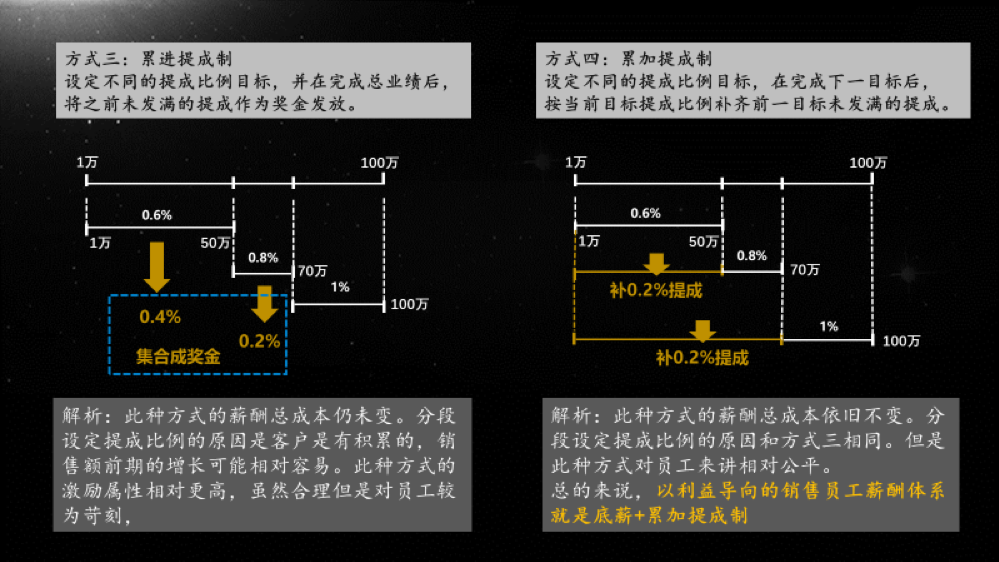 方式三：累进提成制
设定不同的提成比例目标，并在完成总业绩后，
将之前未发满的提成作为奖金发放。
1万
100万
0.6%
1万
50万
0.8%
70万
1%
100万
0.4%
0.2%
集合成奖金
解析：此种方式的薪酬总成本仍未变。分段
设定提成比例的原因是客户是有积累的，销
售额前期的增长可能相对容易。此种方式的
激励属性相对更高，虽然合理但是对员工较
为苛刻，
方式四：累加提成制
设定不同的提成比例目标，在完成下一目标后，
按当前目标提成比例补齐前一目标未发满的提成。
1万
100万
0.6%
1万
50万
0.8%
70万
补0.2%提成
1%
100万
补0.2%提成
解析：此种方式的薪酬总成本依旧不变。分
段设定提成比例的原因和方式三相同。但是
此种方式对员工来讲相对公平。
总的来说，以利益导向的销售员工薪酬体系
就是底薪+累加提成制